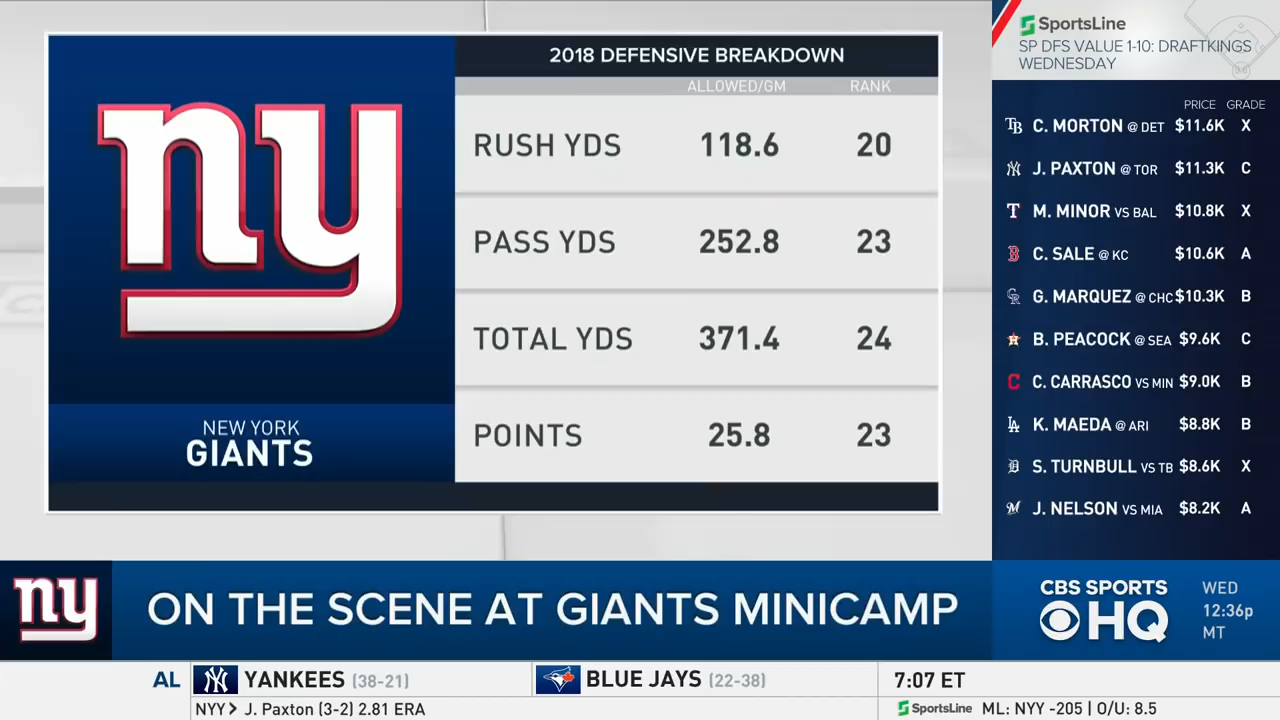 ny
NEW YORK
GIANTS
2018 DEFENSIVE BREAKDOWN
ALLOWED/GM RANK
RUSH YDS 118.6 20
PASS YDS 252.8 23
TOTAL YDS 371.4 24
POINTS 25.8 23
SportsLine
SP DFS VALUE 1-10: DRAFTKINGS
WEDNESDAY
PRICE GRADE
TB C. MORTON @ DET $11.6K X
NY J. PAXTON @ TOR $11.3K C
T M. MINOR VS BAL $10.8K X
B C. SALE @ KC $10.6K A
CR G. MARQUEZ @ CHC $10.3K B
B. PEACOCK @ SEA $9.6K C
C C. CARRASCO VS MIN $9.0K B
LA K. MAEDA @ ARI $8.8K B
D S. TURNBULL VS TB $8.6K X
M J. NELSON VS MIA $8.2K A
ny ON THE SCENE AT GIANTS MINICAMP
CBS SPORTS
HQ
WED
12:36p
MT
AL NY YANKEES (38-21) BLUE JAYS (22-38) 7:07 ET
NYY > J. Paxton (3-2) 2.81 ERA SportsLine ML: NYY -205 | O/U: 8.5